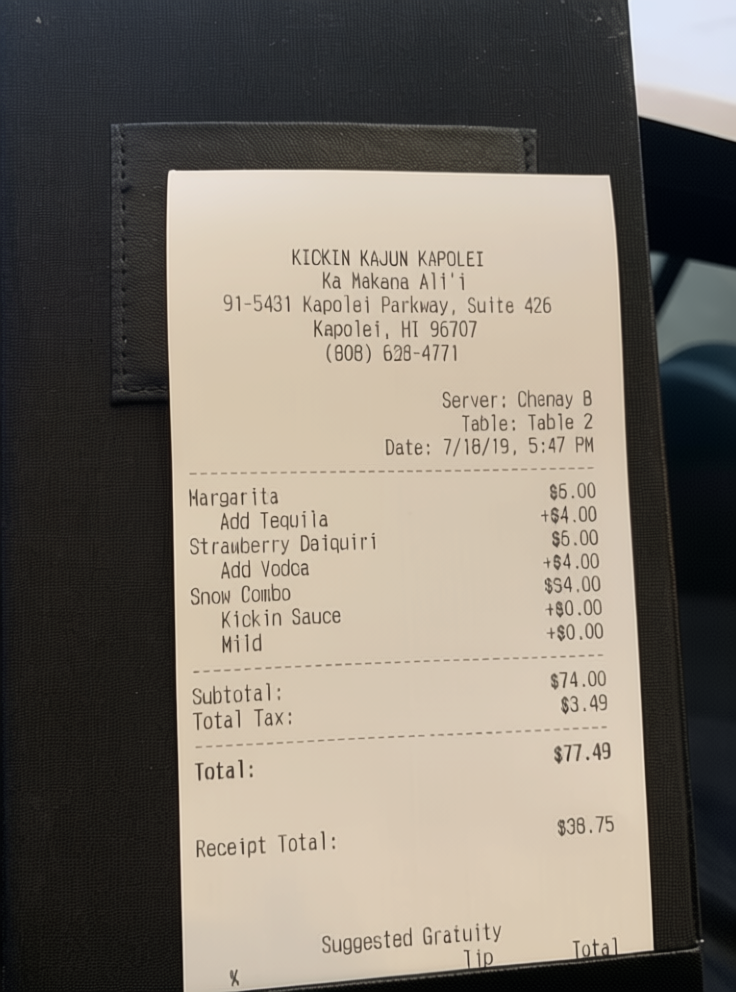 KICKIN KAJUN KAPOLEI
Ka Makana Ali'i
91-5431 Kapolei Parkway, Suite 426
Kapolei, HI 96707
(808) 628-4771
Server: Chenay B
Table: Table 2
Date: 7/18/19, 5:47 PM
Margarita $6.00
Add Tequila +$4.00
Strawberry Daiquiri $6.00
Add Vodca +$4.00
Snow Combo $54.00
Kickin Sauce +$0.00
Mild +$0.00
Subtotal: $74.00
Total Tax: $3.49
Total: $77.49
Receipt Total: $38.75
Suggested Gratuity
% Tip Total